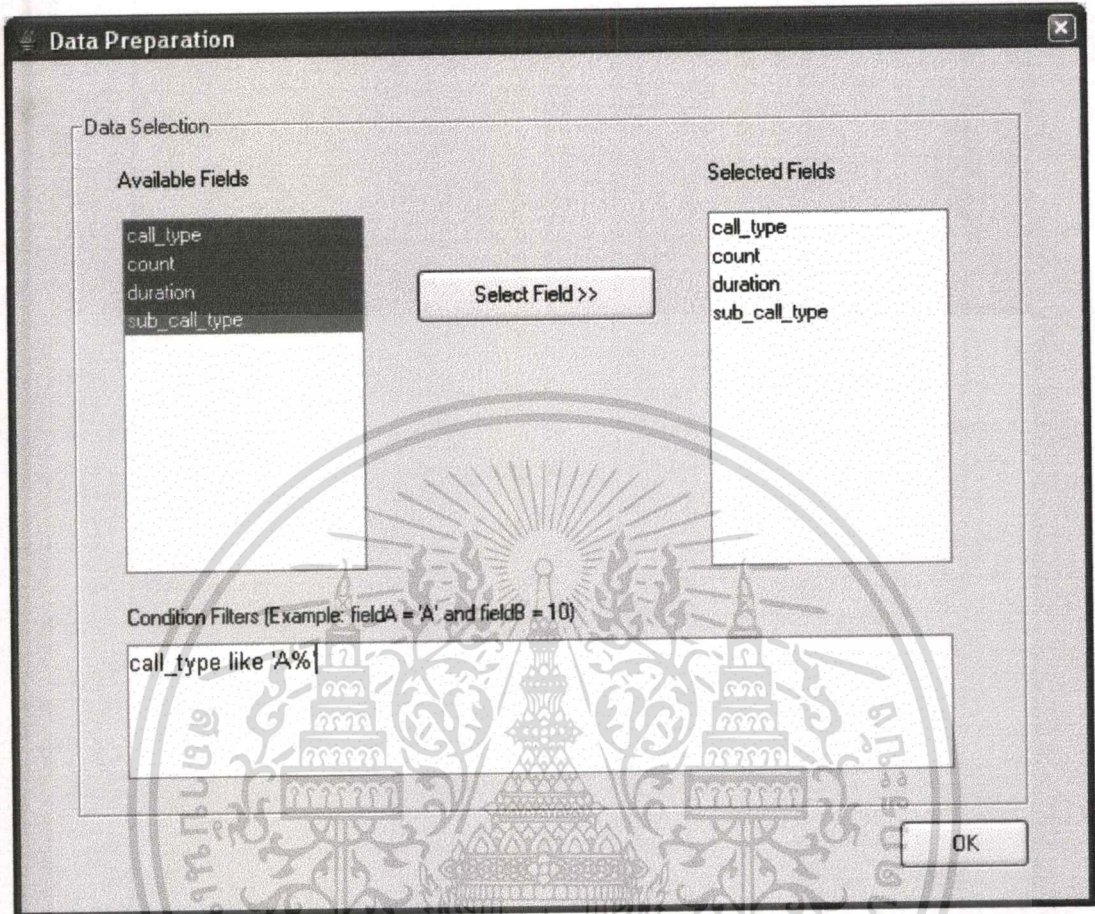 Data Preparation
Data Selection
Available Fields
Selected Fields
call_type
count
duration
sub_call_type
Select Field >>
call_type
count
duration
sub_call_type
Condition Filters (Example: fieldA = 'A' and fieldB = 10)
call_type like 'A%'
OK